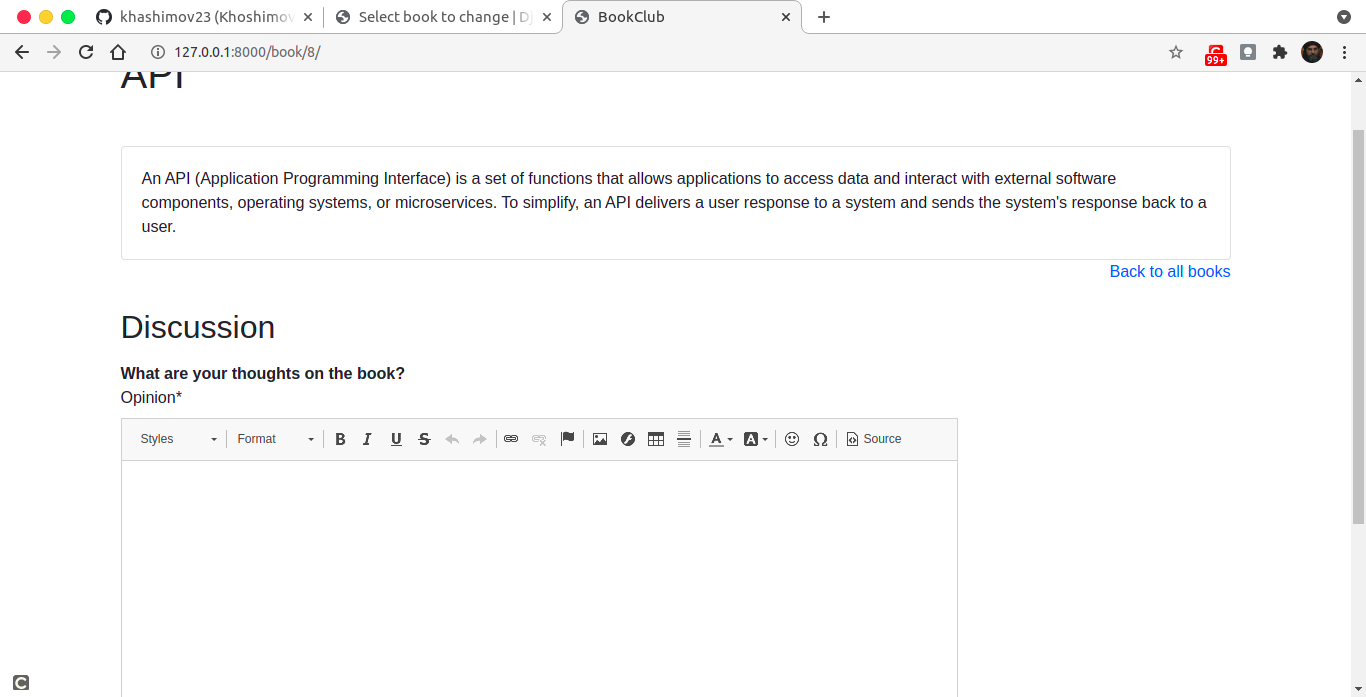 khashimov23 (Khoshimov
Select book to change | Dj
BookClub
127.0.0.1:8000/book/8/
99+
API
An API (Application Programming Interface) is a set of functions that allows applications to access data and interact with external software
components, operating systems, or microservices. To simplify, an API delivers a user response to a system and sends the system's response back to a
user.
Back to all books
Discussion
What are your thoughts on the book?
Opinion*
Styles Format B I U S A A Ω Source